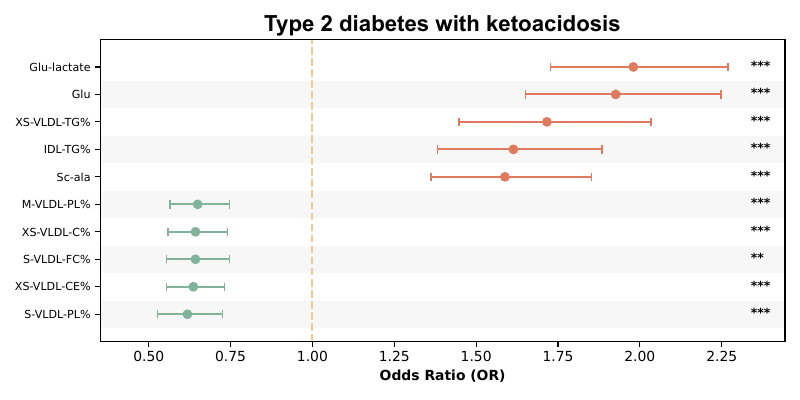 Type 2 diabetes with ketoacidosis
Glu-lactate ***
Glu ***
XS-VLDL-TG% ***
IDL-TG% ***
Sc-ala ***
M-VLDL-PL% ***
XS-VLDL-C% ***
S-VLDL-FC% **
XS-VLDL-CE% ***
S-VLDL-PL% ***
0.50 0.75 1.00 1.25 1.50 1.75 2.00 2.25
Odds Ratio (OR)